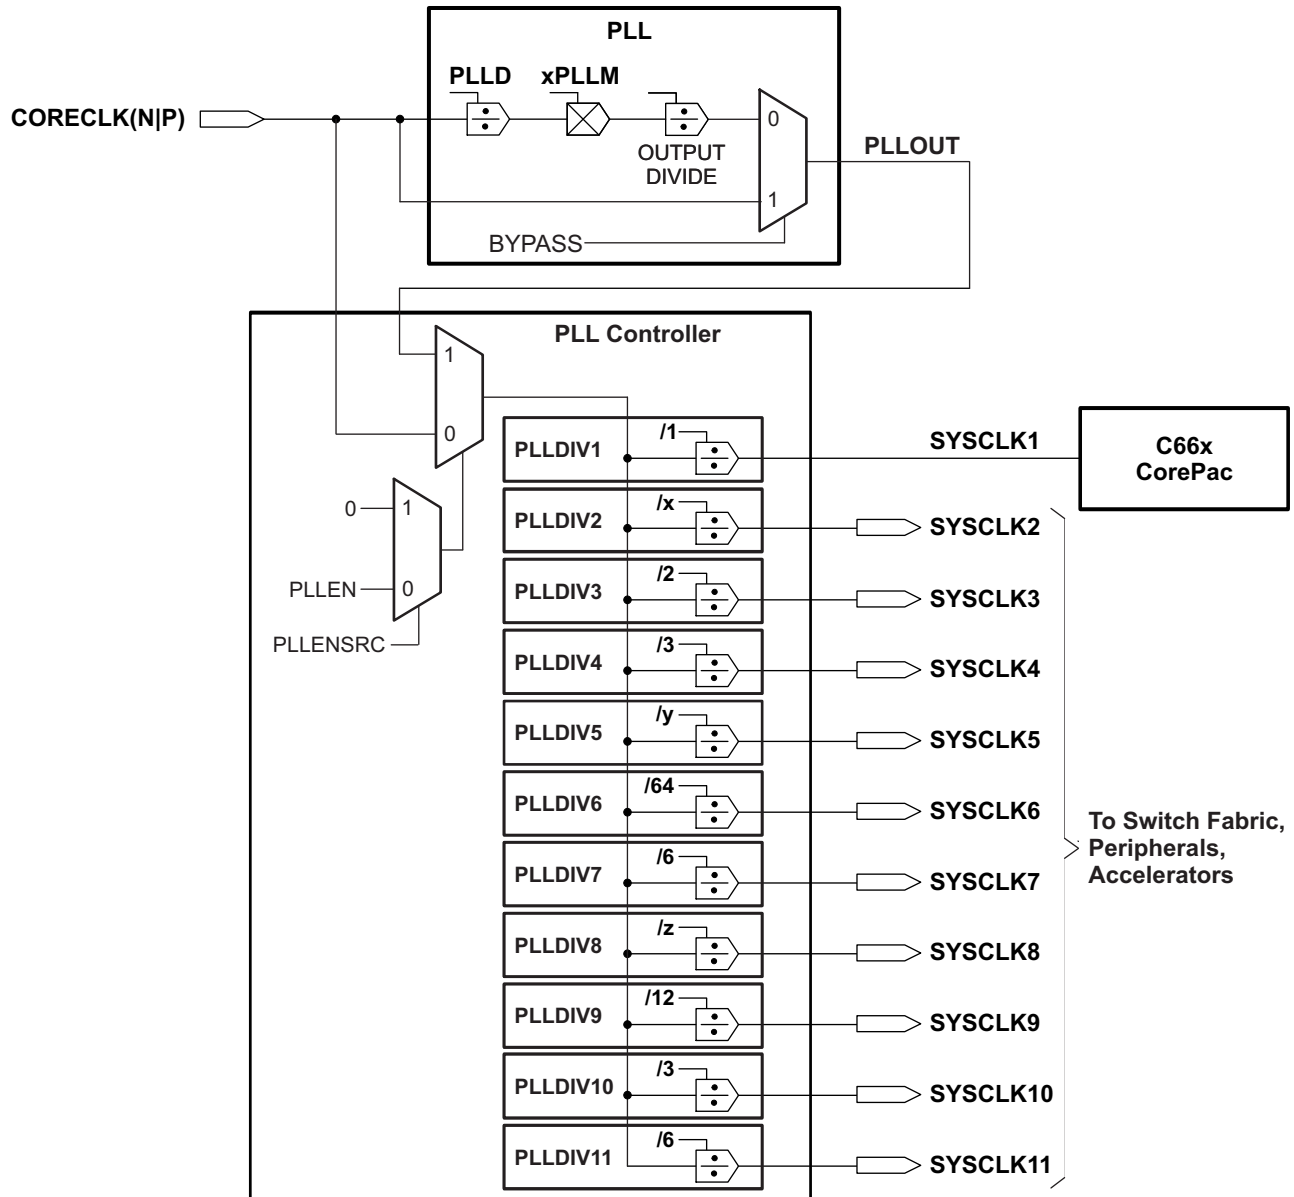 PLL
PLLD
xPLLM
CORECLK(N|P)
OUTPUT
DIVIDE
0
1
BYPASS
PLLOUT
PLL Controller
1
0
0
1
PLLEN
0
PLLENSRC
PLLDIV1
/1
SYSCLK1
C66x
CorePac
PLLDIV2
/x
SYSCLK2
PLLDIV3
/2
SYSCLK3
PLLDIV4
/3
SYSCLK4
PLLDIV5
/y
SYSCLK5
PLLDIV6
/64
SYSCLK6
To Switch Fabric,
Peripherals,
Accelerators
PLLDIV7
/6
SYSCLK7
PLLDIV8
/z
SYSCLK8
PLLDIV9
/12
SYSCLK9
PLLDIV10
/3
SYSCLK10
PLLDIV11
/6
SYSCLK11